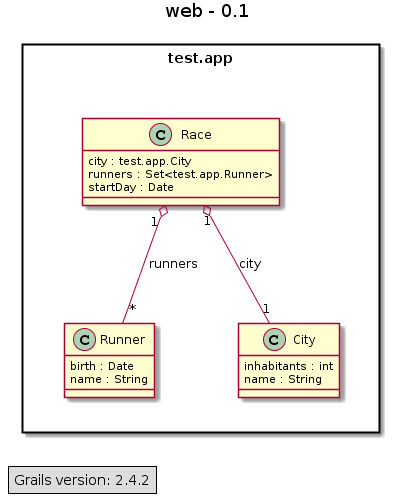 web - 0.1
test.app
C Race
city : test.app.City
runners : Set<test.app.Runner>
startDay : Date
1 1
runners city
* 1
C Runner
birth : Date
name : String
C City
inhabitants : int
name : String
Grails version: 2.4.2